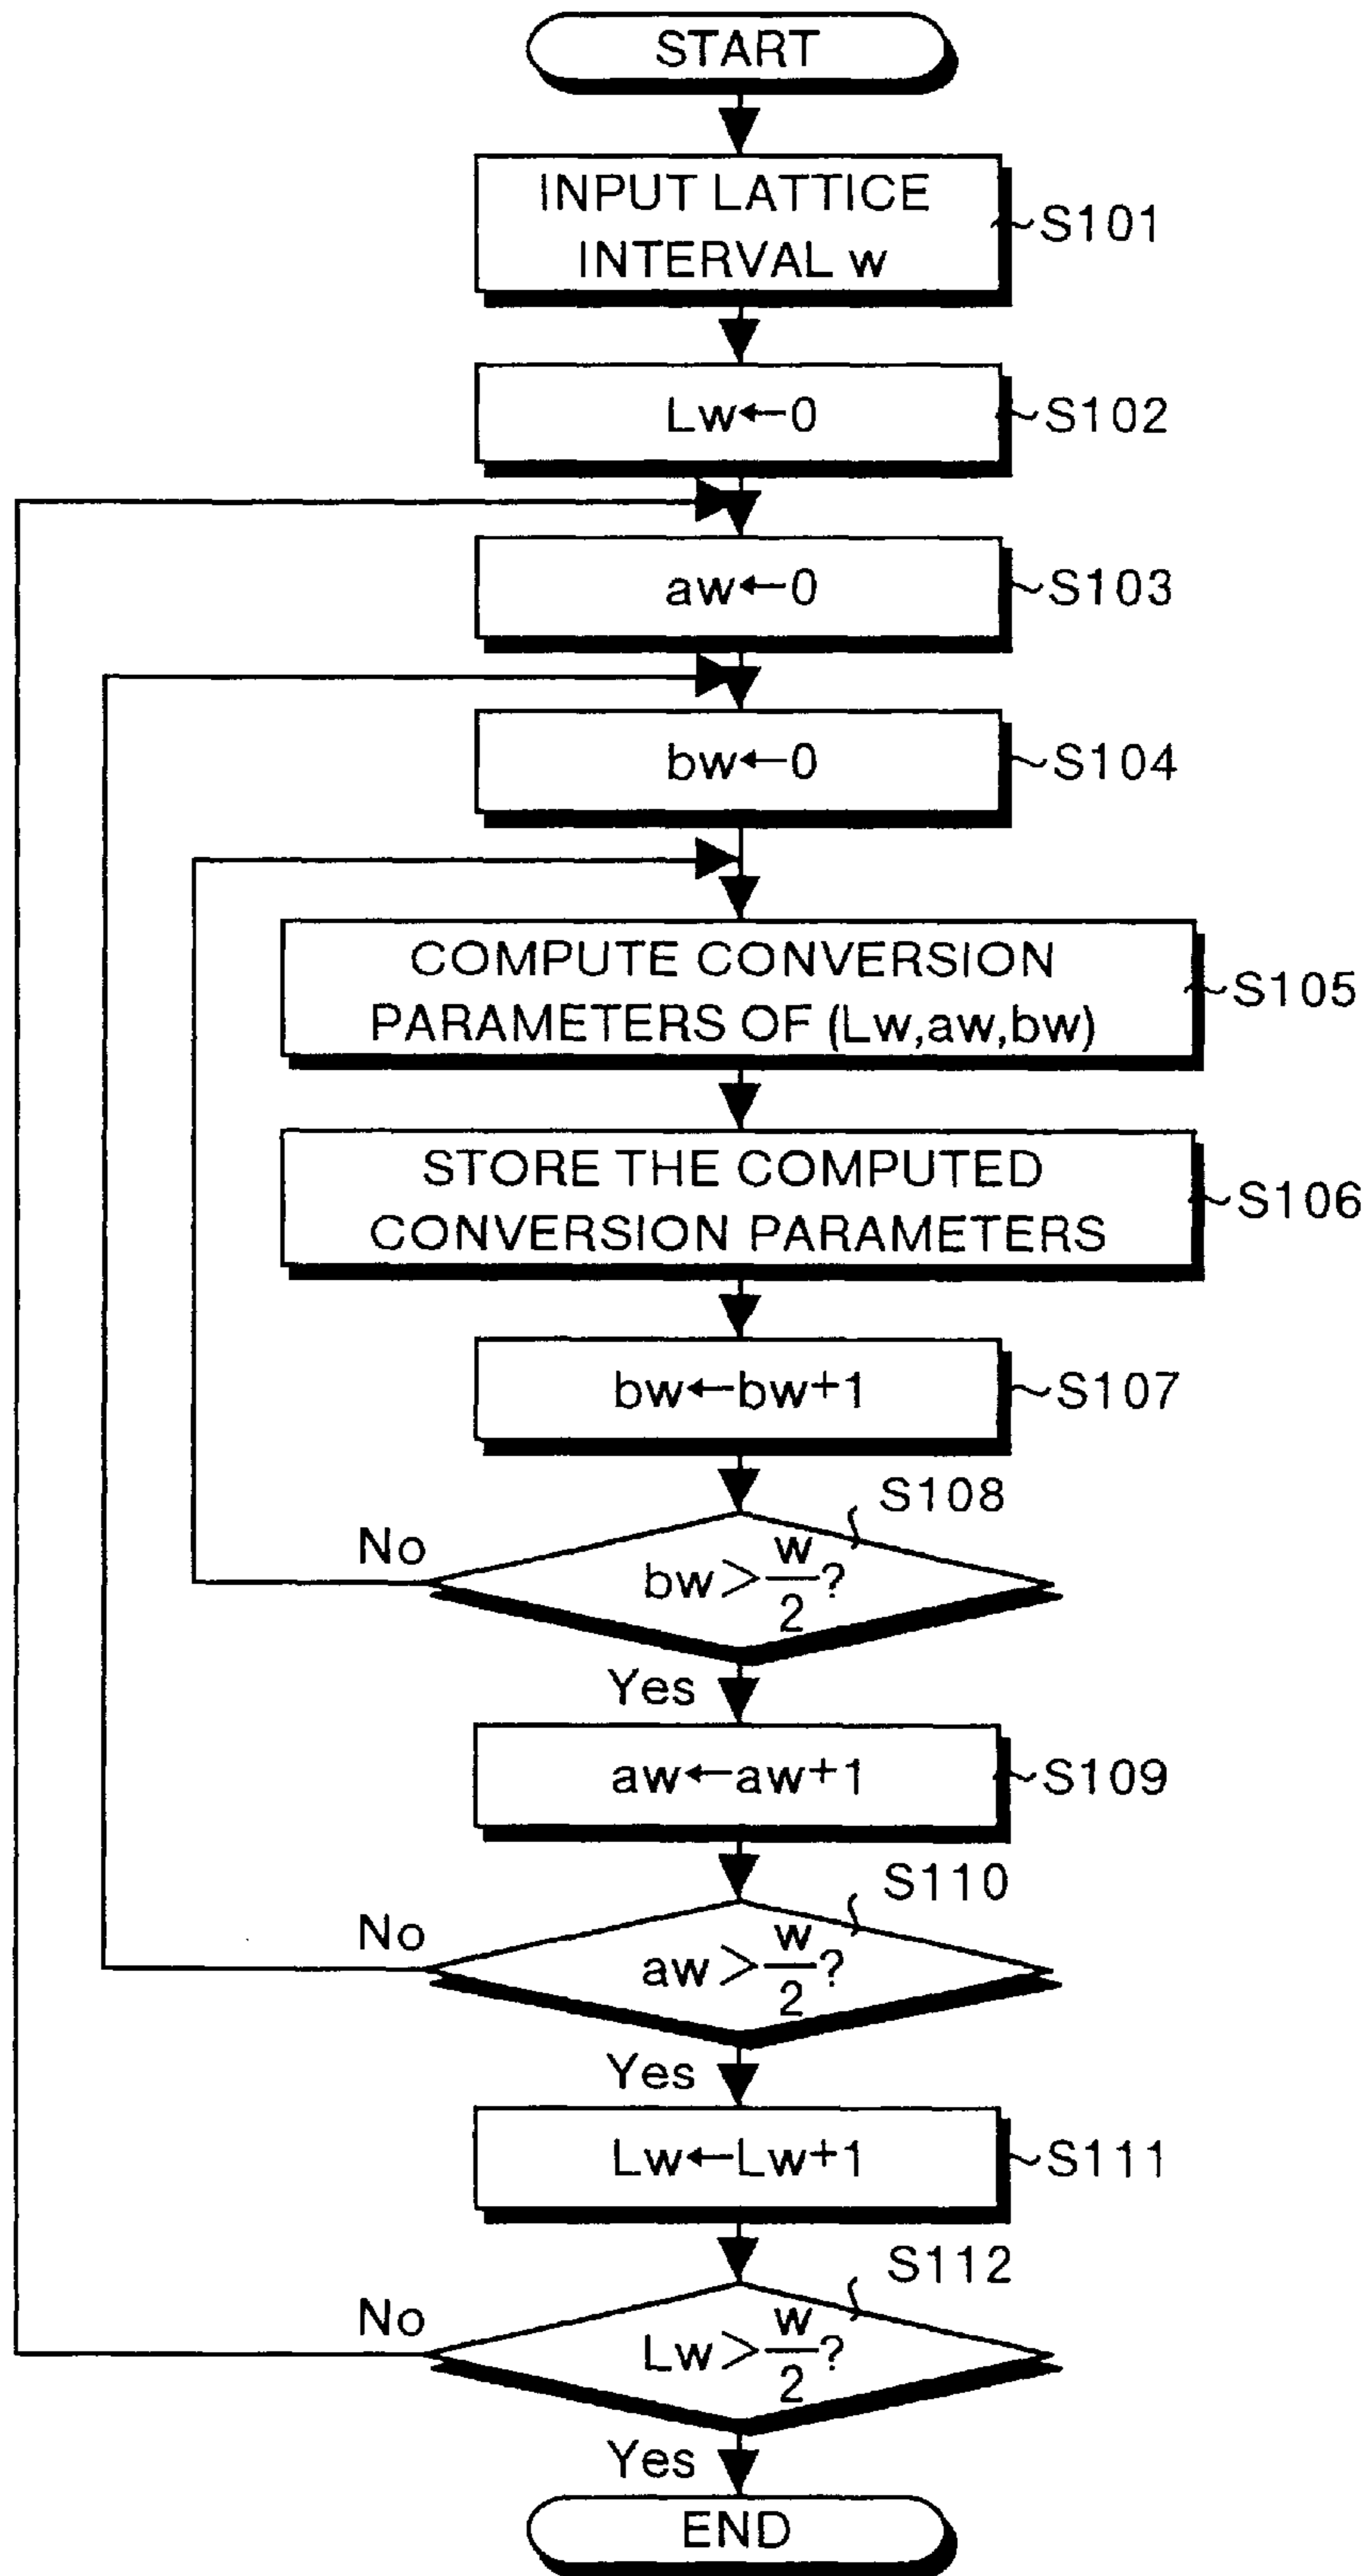 START
INPUT LATTICE
INTERVAL w
S101
Lw←0
S102
aw←0
S103
bw←0
S104
COMPUTE CONVERSION
PARAMETERS OF (Lw,aw,bw)
S105
STORE THE COMPUTED
CONVERSION PARAMETERS
S106
bw←bw+1
S107
S108
No
bw>w/2?
Yes
aw←aw+1
S109
S110
No
aw>w/2?
Yes
Lw←Lw+1
S111
S112
No
Lw>w/2?
Yes
END